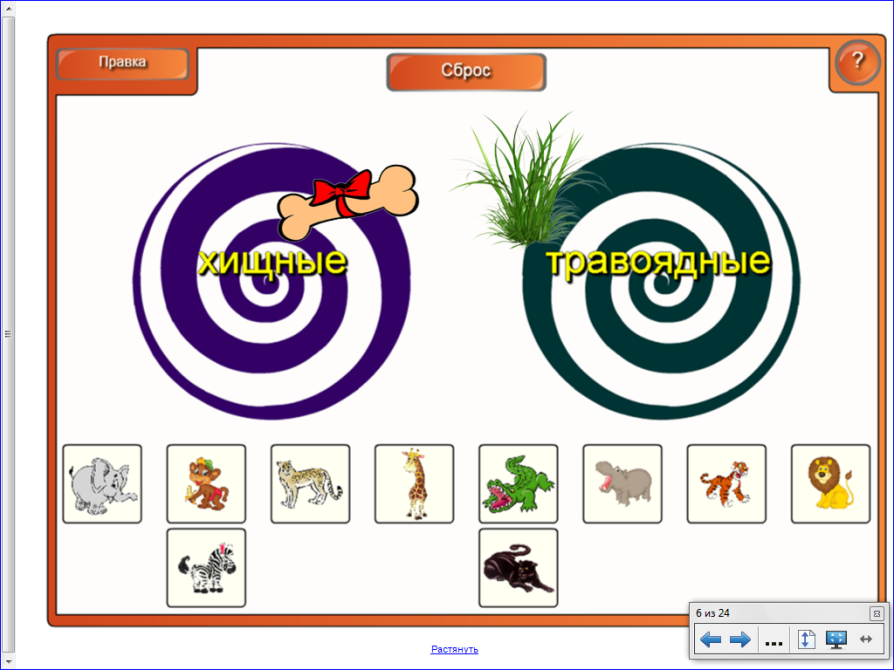 Правка
Сброс
?
хищные
травоядные
6 из 24
Растянуть